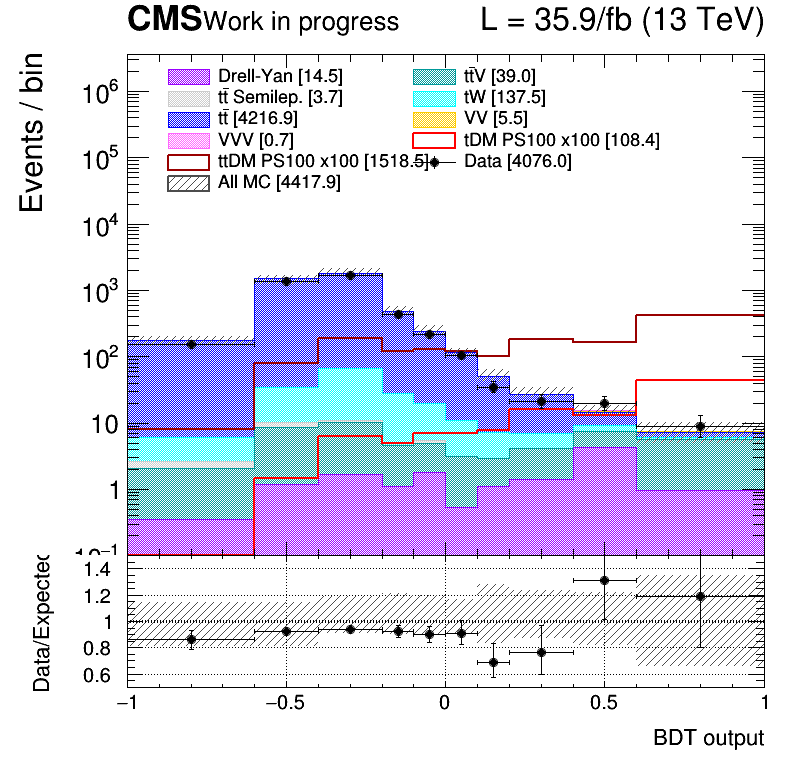 CMS Work in progress L = 35.9/fb (13 TeV)
Events / bin
Drell-Yan [14.5] tt̄V [39.0]
tt̄ Semilep. [3.7] tW [137.5]
tt̄ [4216.9] VV [5.5]
VVV [0.7] tDM PS100 x100 [108.4]
ttDM PS100 x100 [1518.5] Data [4076.0]
All MC [4417.9]
10⁶
10⁵
10⁴
10³
10²
10
1
10⁻¹
Data/Expected
1.4
1.2
1
0.8
0.6
−1 −0.5 0 0.5 1
BDT output